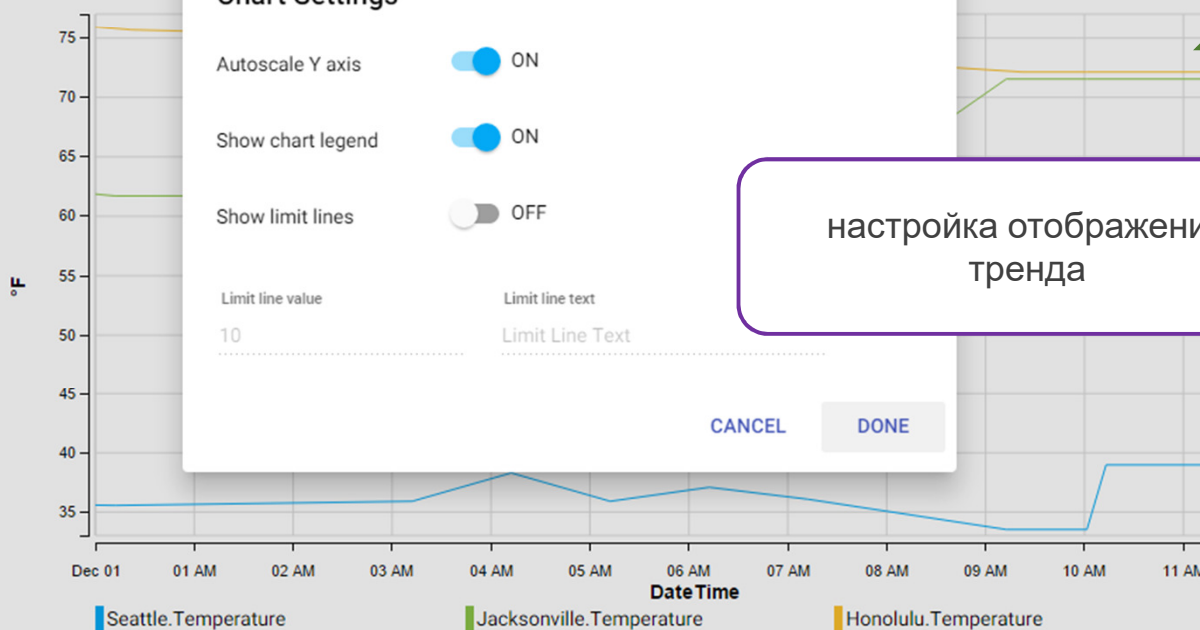 Chart Settings
75
Autoscale Y axis ON
70
Show chart legend ON
65
60
Show limit lines OFF
настройка отображени
тренда
55
°F
Limit line value Limit line text
50
10 Limit Line Text
45
CANCEL DONE
40
35
Dec 01 01 AM 02 AM 03 AM 04 AM 05 AM 06 AM 07 AM 08 AM 09 AM 10 AM 11 AM
DateTime
Seattle.Temperature Jacksonville.Temperature Honolulu.Temperature